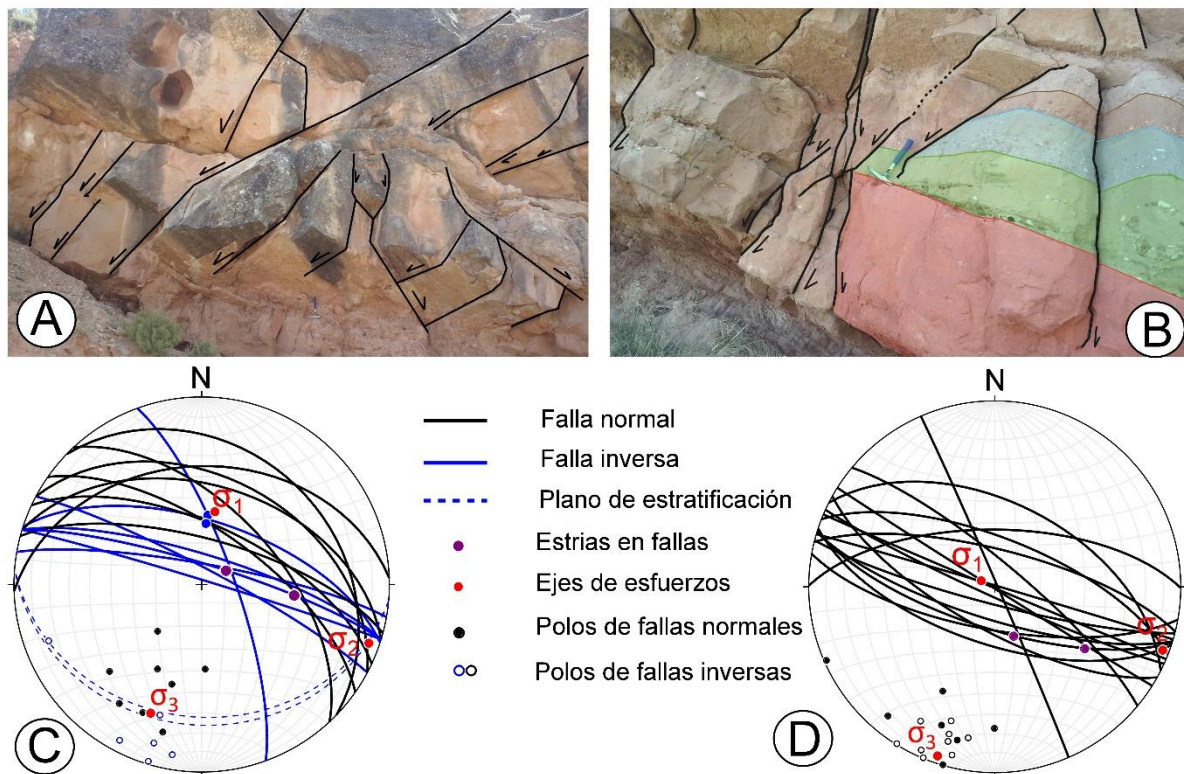 A
B
N
Falla normal
Falla inversa
Plano de estratificación
Estrias en fallas
Ejes de esfuerzos
Polos de fallas normales
Polos de fallas inversas
σ1
σ2
σ3
C
N
σ1
σ2
σ3
D